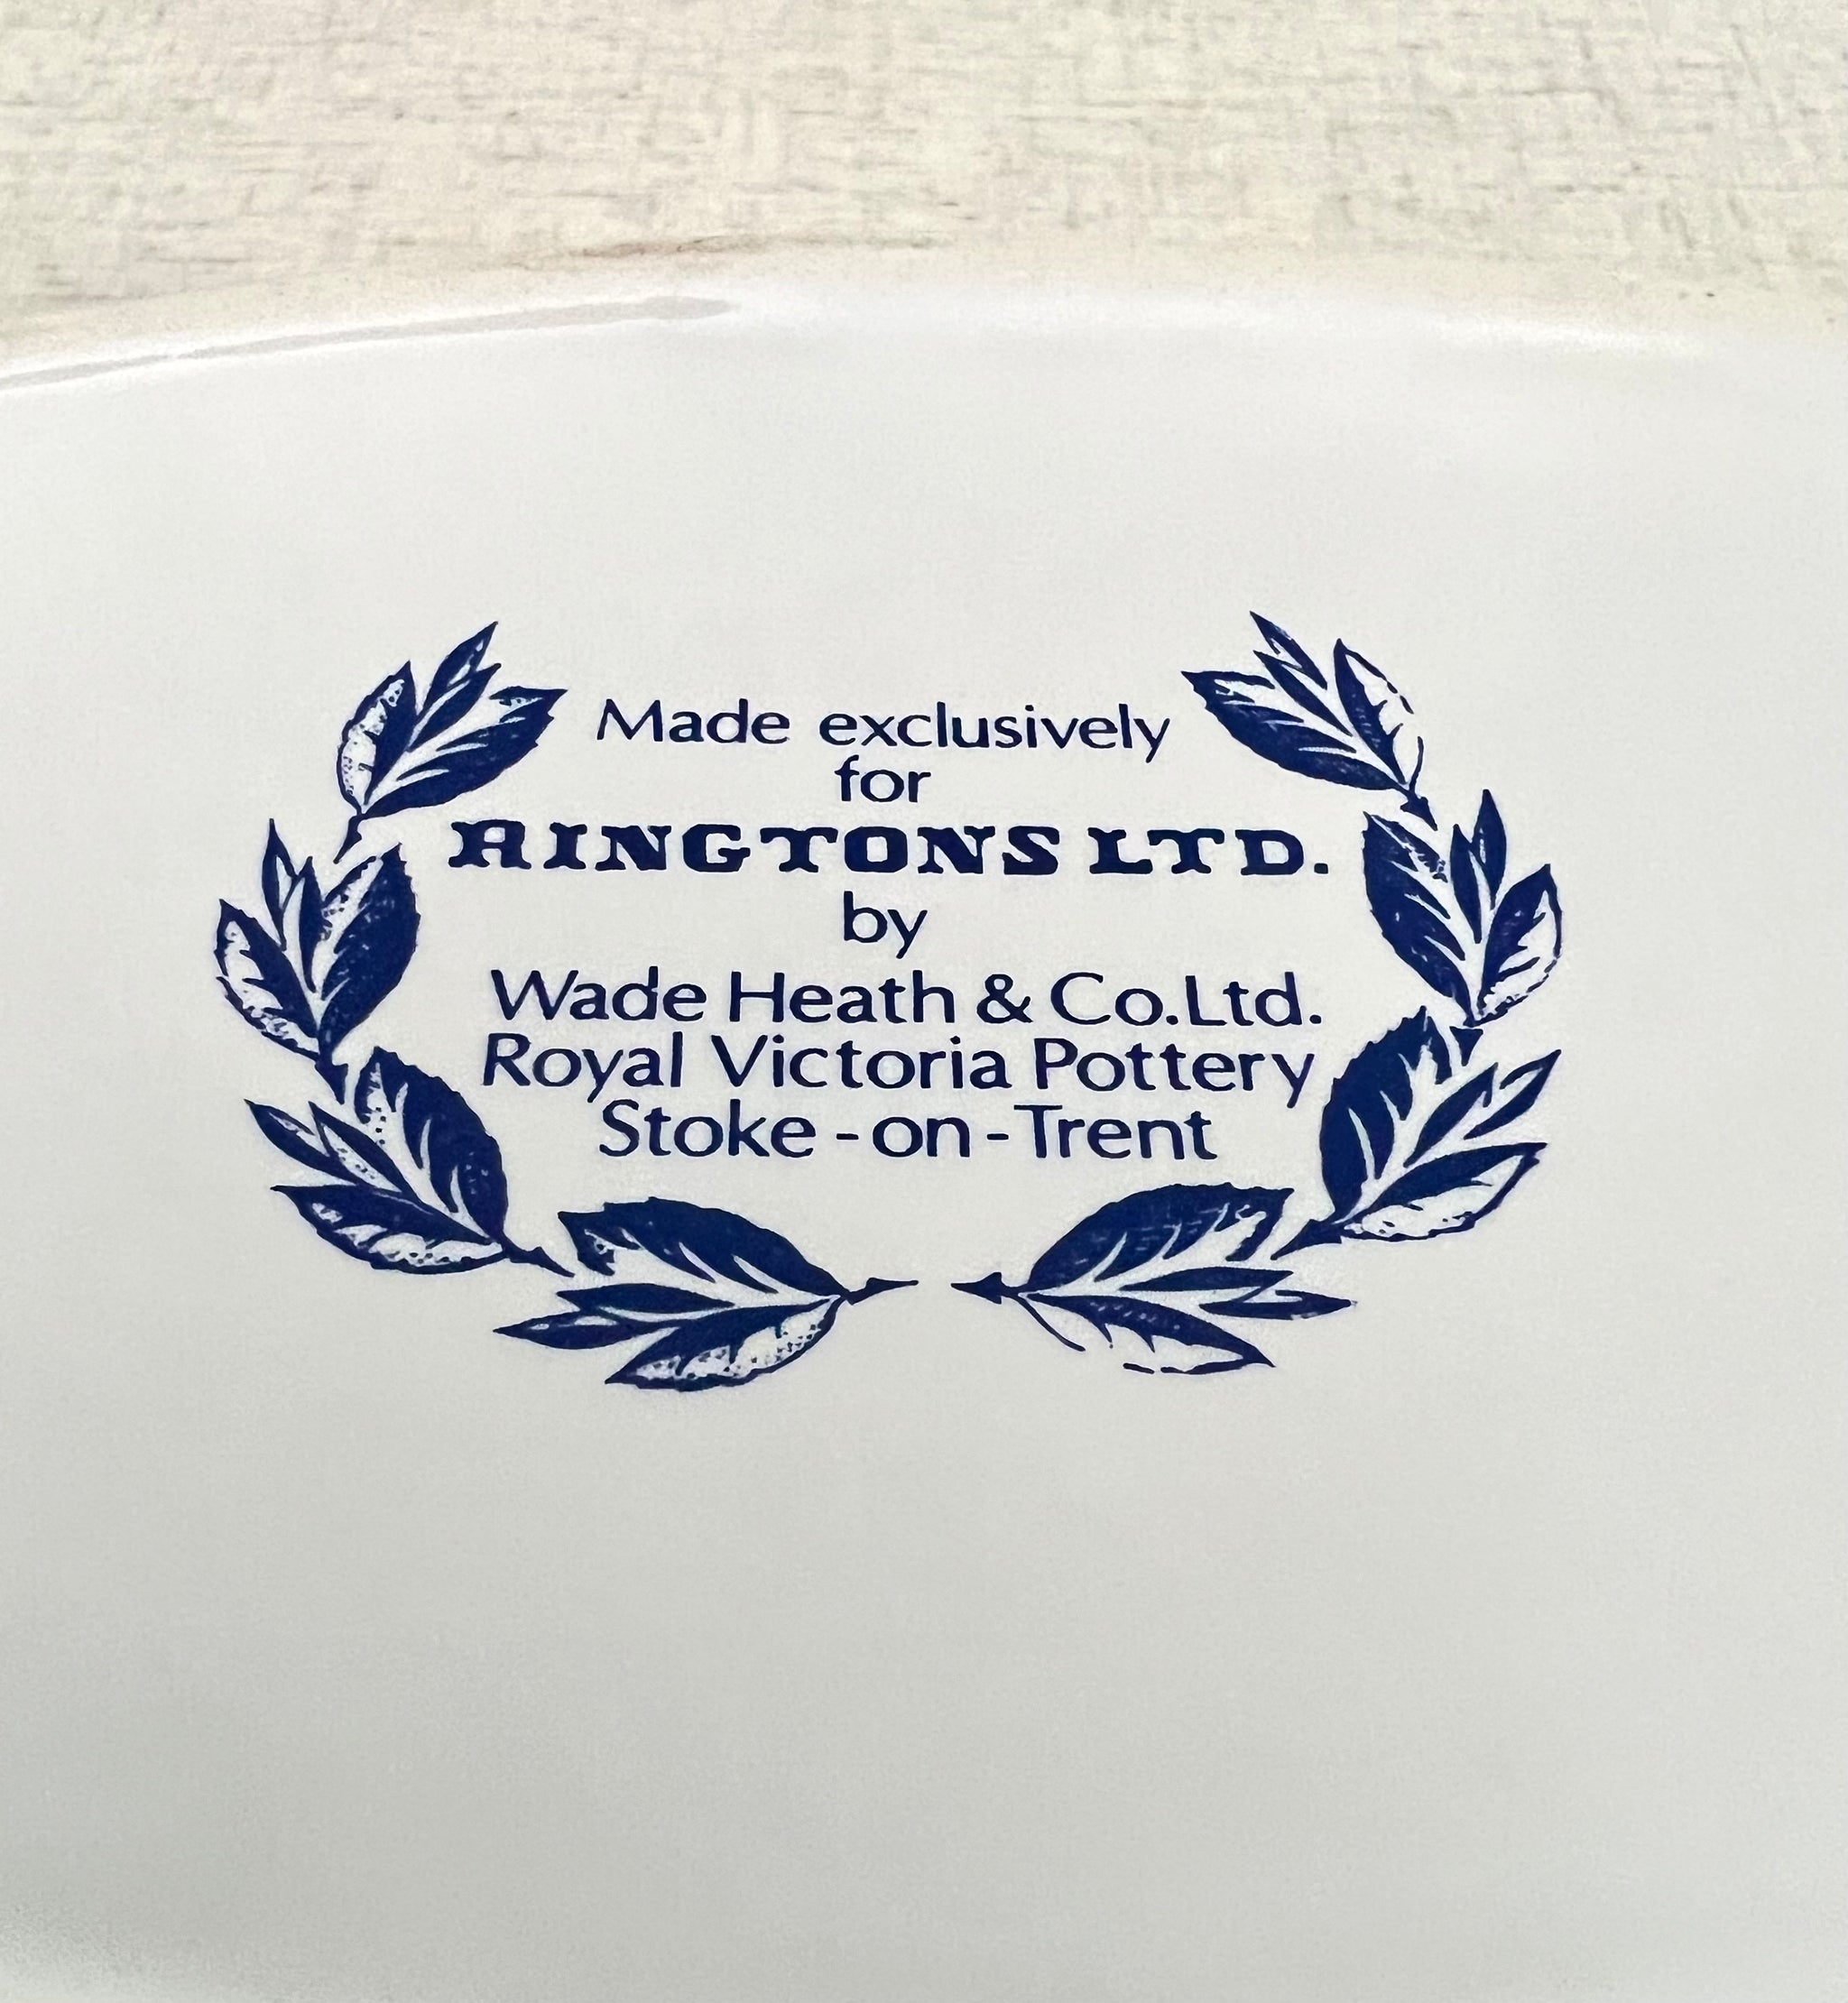 Made exclusively
for
RINGTONS LTD.
by
Wade Heath & Co.Ltd.
Royal Victoria Pottery
Stoke-on-Trent